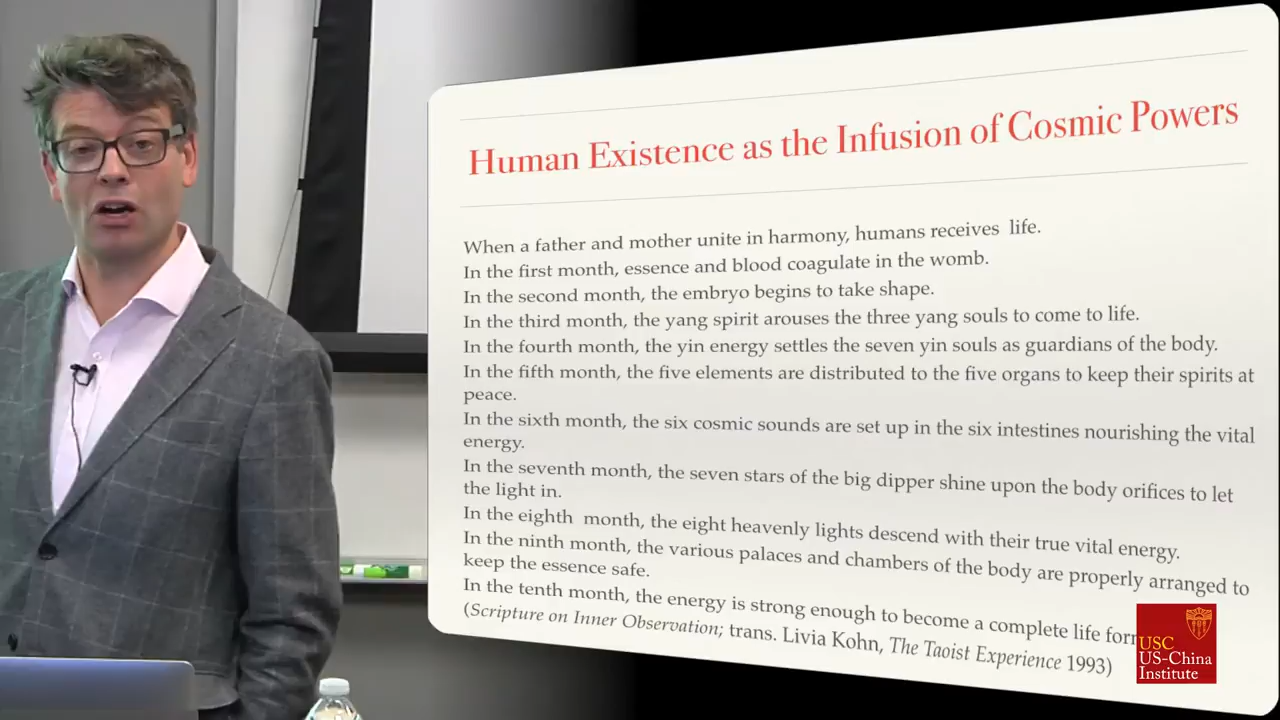 Human Existence as the Infusion of Cosmic Powers
When a father and mother unite in harmony, humans receives life.
In the first month, essence and blood coagulate in the womb.
In the second month, the embryo begins to take shape.
In the third month, the yang spirit arouses the three yang souls to come to life.
In the fourth month, the yin energy settles the seven yin souls as guardians of the body.
In the fifth month, the five elements are distributed to the five organs to keep their spirits at
peace.
In the sixth month, the six cosmic sounds are set up in the six intestines nourishing the vital
energy.
In the seventh month, the seven stars of the big dipper shine upon the body orifices to let
the light in.
In the eighth month, the eight heavenly lights descend with their true vital energy.
In the ninth month, the various palaces and chambers of the body are properly arranged to
keep the essence safe.
In the tenth month, the energy is strong enough to become a complete life
(Scripture on Inner Observation; trans. Livia Kohn, The Taoist Experience 1993)
USC
US-China
Institute